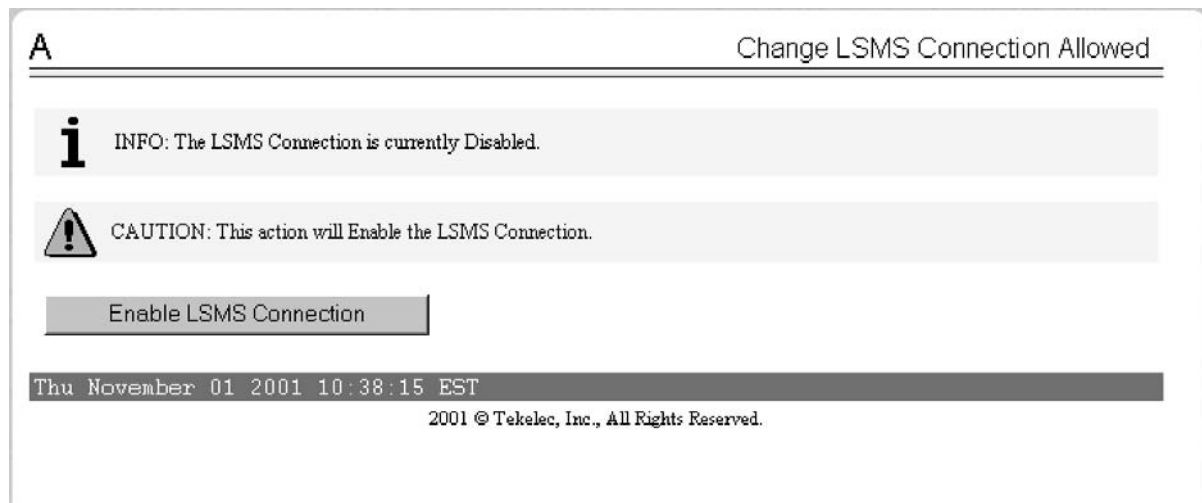 A
Change LSMS Connection Allowed
i
INFO: The LSMS Connection is currently Disabled.
!
CAUTION: This action will Enable the LSMS Connection.
Enable LSMS Connection
Thu November 01 2001 10:38:15 EST
2001 © Tekelec, Inc., All Rights Reserved.